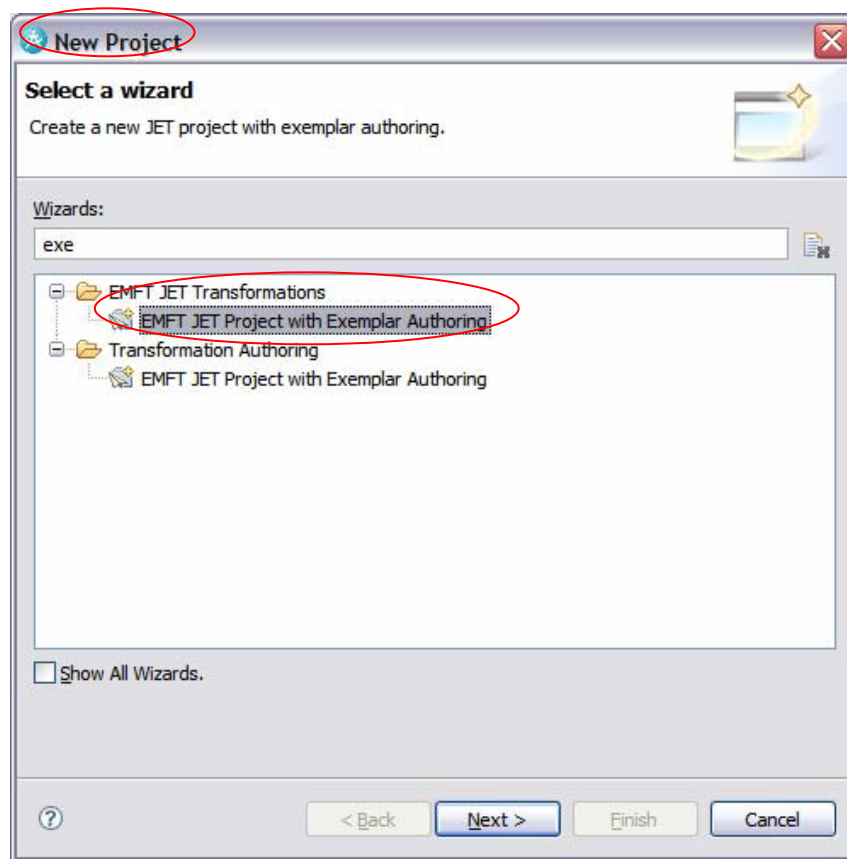 New Project
Select a wizard
Create a new JET project with exemplar authoring.
Wizards:
exe
EMFT JET Transformations
EMFT JET Project with Exemplar Authoring
Transformation Authoring
EMFT JET Project with Exemplar Authoring
Show All Wizards.
? < Back Next > Finish Cancel